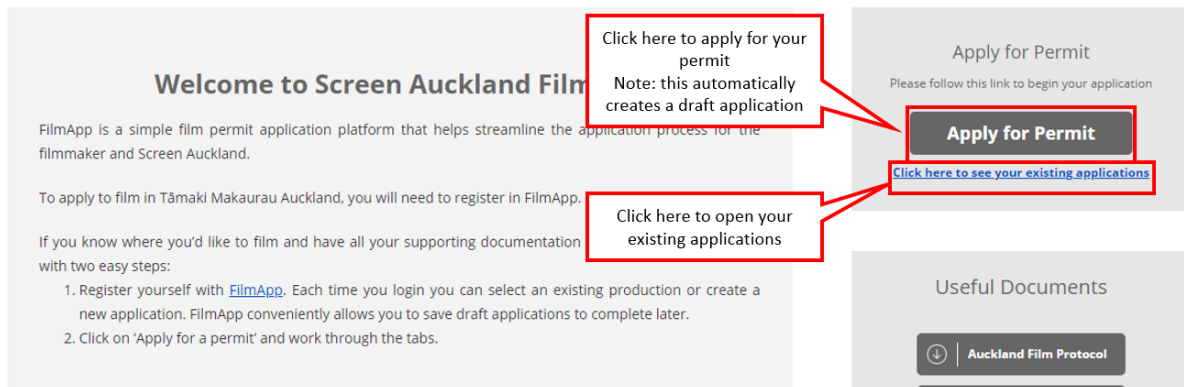 Welcome to Screen Auckland Film
FilmApp is a simple film permit application platform that helps streamline the application process for the
filmmaker and Screen Auckland.
To apply to film in Tāmaki Makaurau Auckland, you will need to register in FilmApp.
If you know where you'd like to film and have all your supporting documentation
with two easy steps:
1. Register yourself with FilmApp. Each time you login you can select an existing production or create a
new application. FilmApp conveniently allows you to save draft applications to complete later.
2. Click on ‘Apply for a permit’ and work through the tabs.
Click here to apply for your
permit
Note: this automatically
creates a draft application
Click here to open your
existing applications
Apply for Permit
Please follow this link to begin your application
Apply for Permit
Click here to see your existing applications
Useful Documents
Auckland Film Protocol